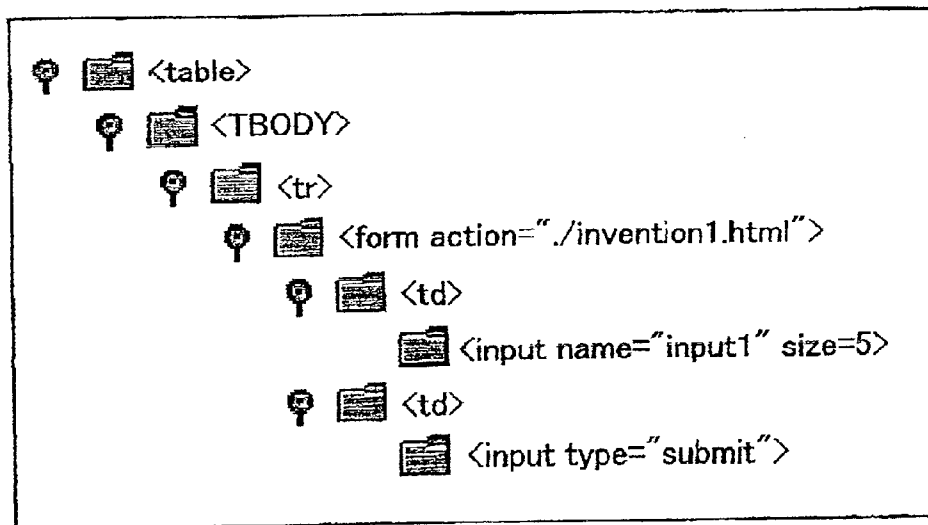 <table>
<TBODY>
<tr>
<form action="./invention1.html">
<td>
<input name="input1" size=5>
<td>
<input type="submit">